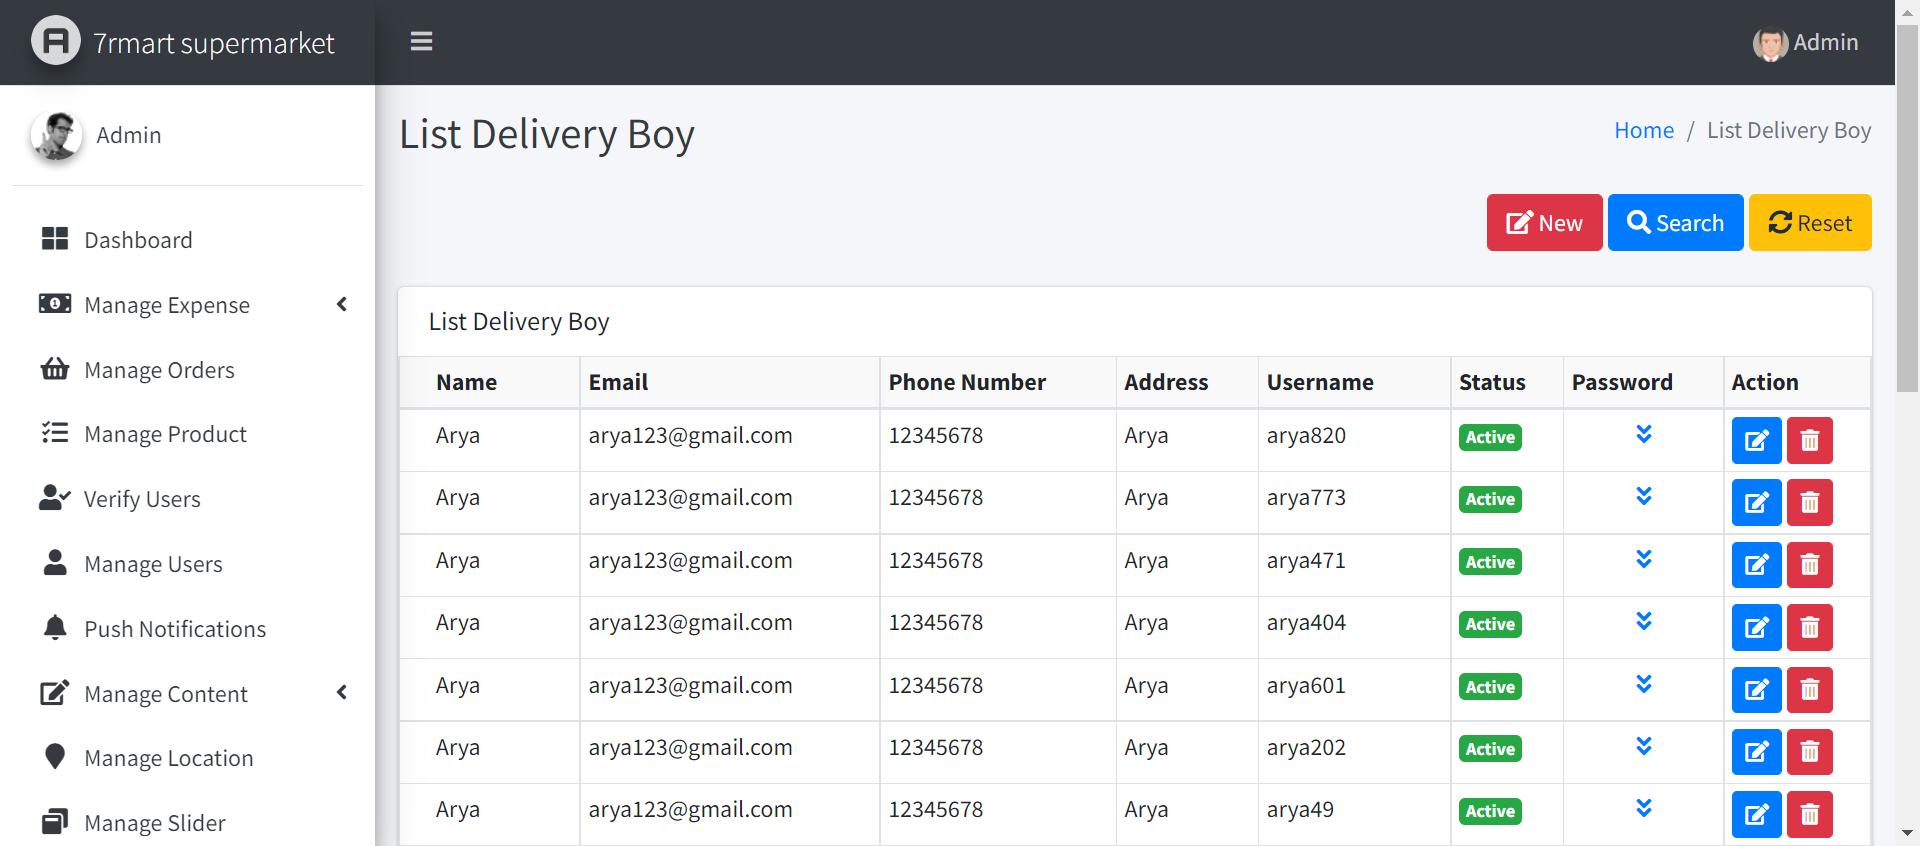 7rmart supermarket
Admin
Admin
Dashboard
Manage Expense
Manage Orders
Manage Product
Verify Users
Manage Users
Push Notifications
Manage Content
Manage Location
Manage Slider
List Delivery Boy
Home / List Delivery Boy
New Search Reset
List Delivery Boy
Name Email Phone Number Address Username Status Password Action
Arya arya123@gmail.com 12345678 Arya arya820 Active
Arya arya123@gmail.com 12345678 Arya arya773 Active
Arya arya123@gmail.com 12345678 Arya arya471 Active
Arya arya123@gmail.com 12345678 Arya arya404 Active
Arya arya123@gmail.com 12345678 Arya arya601 Active
Arya arya123@gmail.com 12345678 Arya arya202 Active
Arya arya123@gmail.com 12345678 Arya arya49 Active